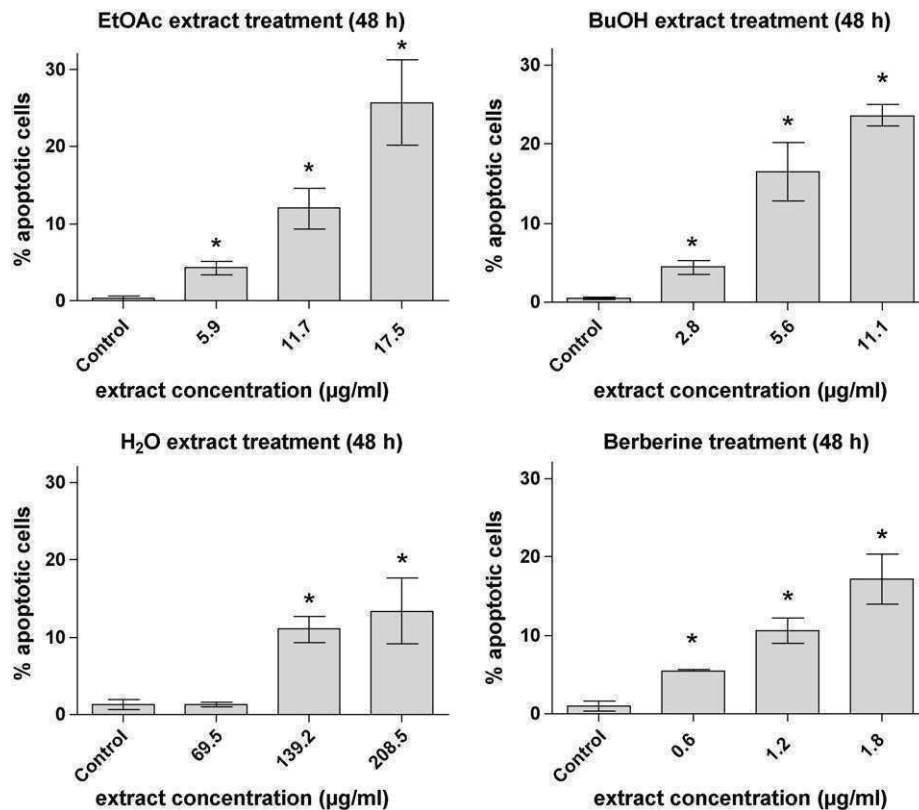 EtOAc extract treatment (48 h)
% apoptotic cells
30
20
10
0
*
*
*
Control
5.9
11.7
17.5
extract concentration (µg/ml)
BuOH extract treatment (48 h)
% apoptotic cells
30
20
10
0
*
*
*
Control
2.8
5.6
11.1
extract concentration (µg/ml)
H₂O extract treatment (48 h)
% apoptotic cells
30
20
10
0
*
*
Control
69.5
139.2
208.5
extract concentration (µg/ml)
Berberine treatment (48 h)
% apoptotic cells
30
20
10
0
*
*
*
Control
0.6
1.2
1.8
extract concentration (µg/ml)